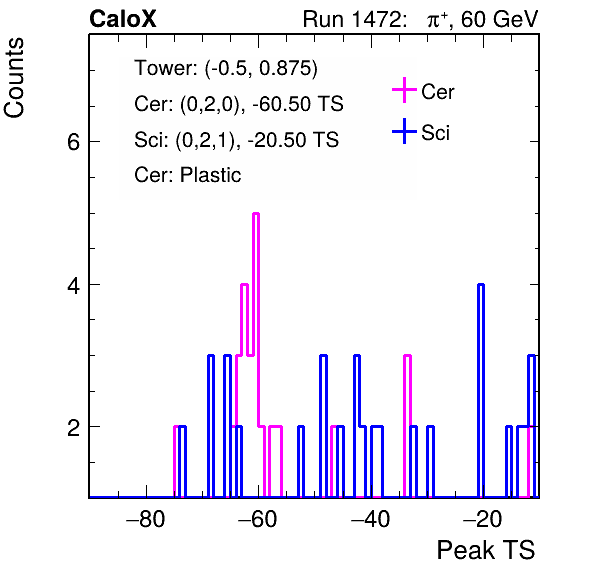 CaloX Run 1472: π⁺, 60 GeV
Counts
Tower: (-0.5, 0.875)
Cer: (0,2,0), -60.50 TS
Sci: (0,2,1), -20.50 TS
Cer: Plastic
Cer
Sci
6
4
2
−80 −60 −40 −20
Peak TS